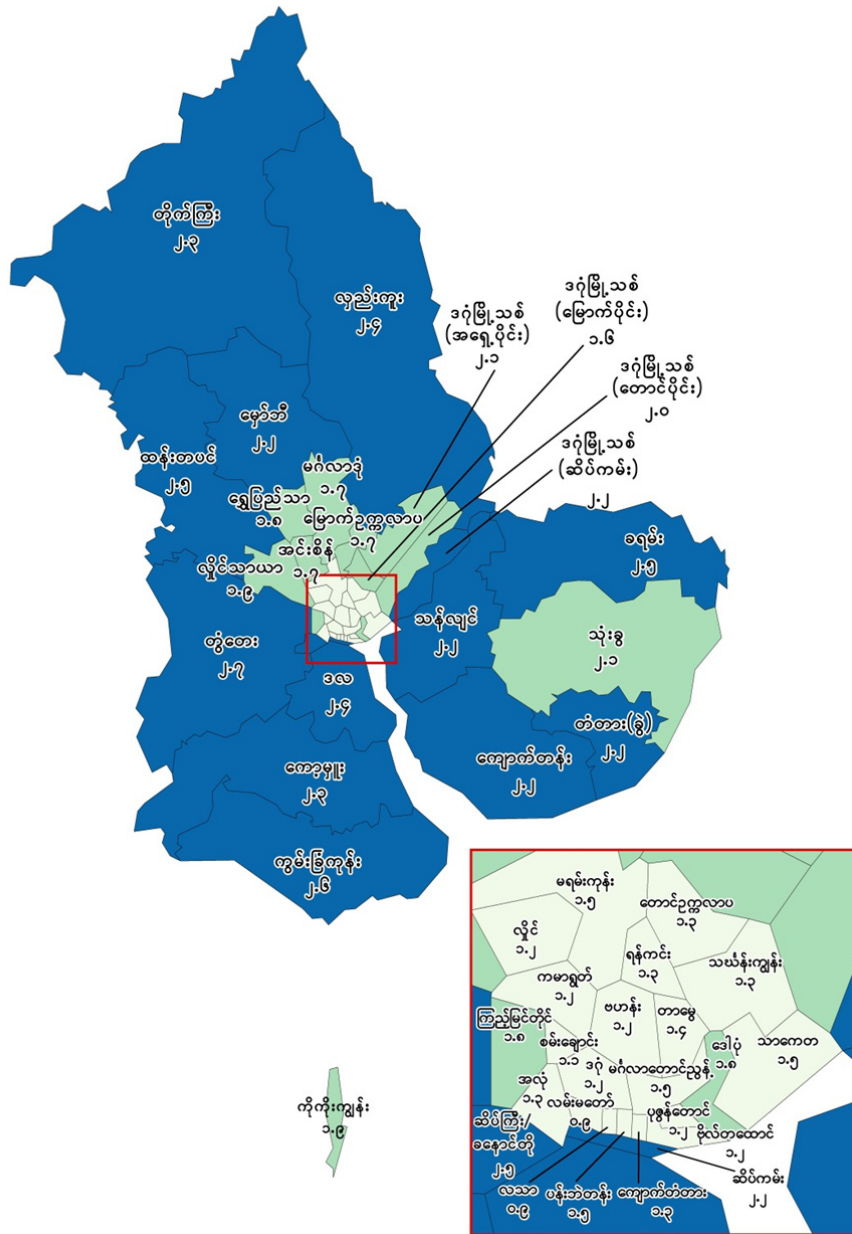 တိုက်ကြီး
၂.၃
လှည်းကူး
၂.၄
ဒဂုံမြို့သစ်
(မြောက်ပိုင်း)
၁.၆
ဒဂုံမြို့သစ်
(အရှေ့ပိုင်း)
၂.၁
ဒဂုံမြို့သစ်
(တောင်ပိုင်း)
၂.၀
ဒဂုံမြို့သစ်
(ဆိပ်ကမ်း)
၂.၂
မှော်ဘီ
၂.၂
ထန်းတပင်
၂.၅
မင်္ဂလာဒုံ
၁.၇
ရွှေပြည်သာ
၁.၈
မြောက်ဥက္ကလာပ
၁.၇
အင်းစိန်
၁.၇
လှိုင်သာယာ
၁.၉
ခရမ်း
၂.၅
သန်လျင်
၂.၂
သုံးခွ
၂.၁
တွံတေး
၂.၇
ဒလ
၂.၄
တံတား(ခွဲ)
၂.၂
ကျောက်တန်း
၂.၂
ကော့မှူး
၂.၃
ကွမ်းခြံကုန်း
၂.၆
ကိုကိုးကျွန်း
၁.၉
မရမ်းကုန်း
၁.၅
တောင်ဥက္ကလာပ
၁.၃
လှိုင်
၁.၂
ရန်ကင်း
၁.၃
သင်္ဃန်းကျွန်း
၁.၃
ကမာရွတ်
၁.၂
ဗဟန်း
၁.၂
တာမွေ
၁.၄
ကြည့်မြင်တိုင်
၁.၈
စမ်းချောင်း
၁.၁
ဒေါပုံ
၁.၈
သာကေတ
၁.၅
ဒဂုံ
၁.၂
မင်္ဂလာတောင်ညွန့်
၁.၅
အလုံ
၁.၃
လမ်းမတော်
၀.၉
ပုဇွန်တောင်
၁.၂
ဗိုလ်တထောင်
၁.၂
ဆိပ်ကြီး/
ခနောင်တို
၂.၅
လသာ
၀.၉
ပန်းဘဲတန်း
၁.၅
ကျောက်တံတား
၁.၃
ဆိပ်ကမ်း
၂.၂